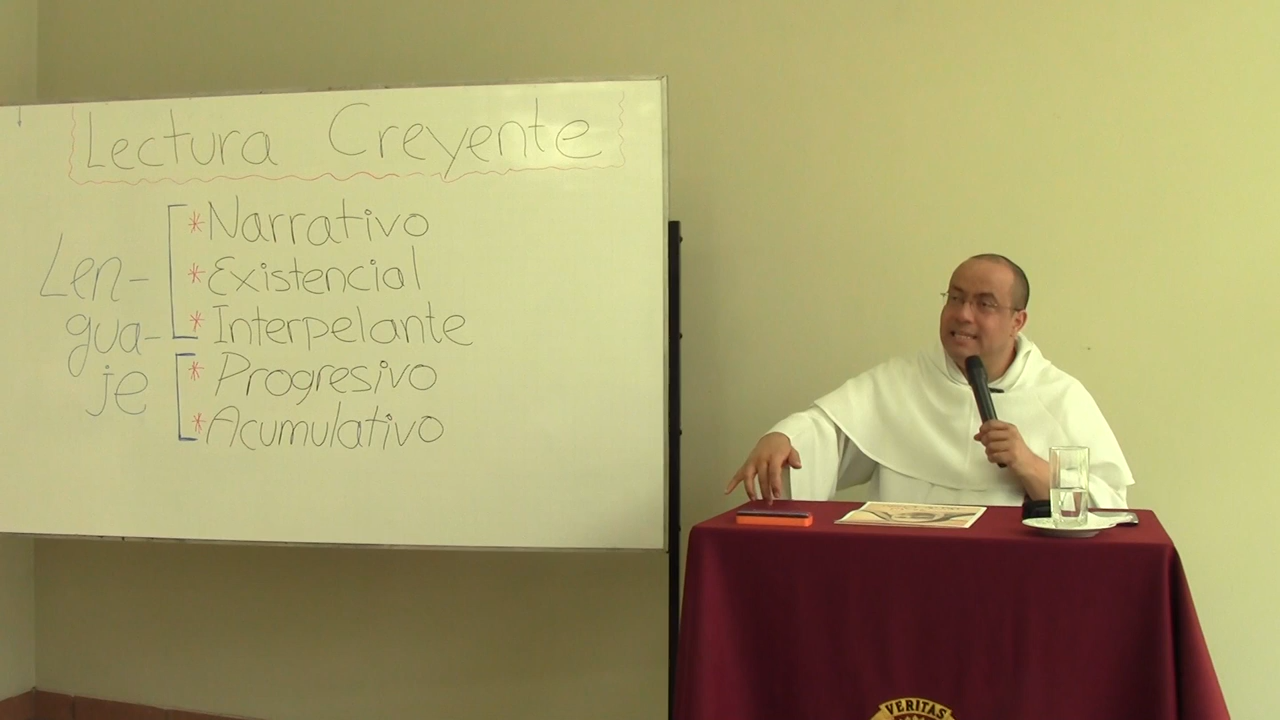 Lectura Creyente
Len-
gua-
je
* Narrativo
* Existencial
* Interpelante
* Progresivo
* Acumulativo
VERITAS